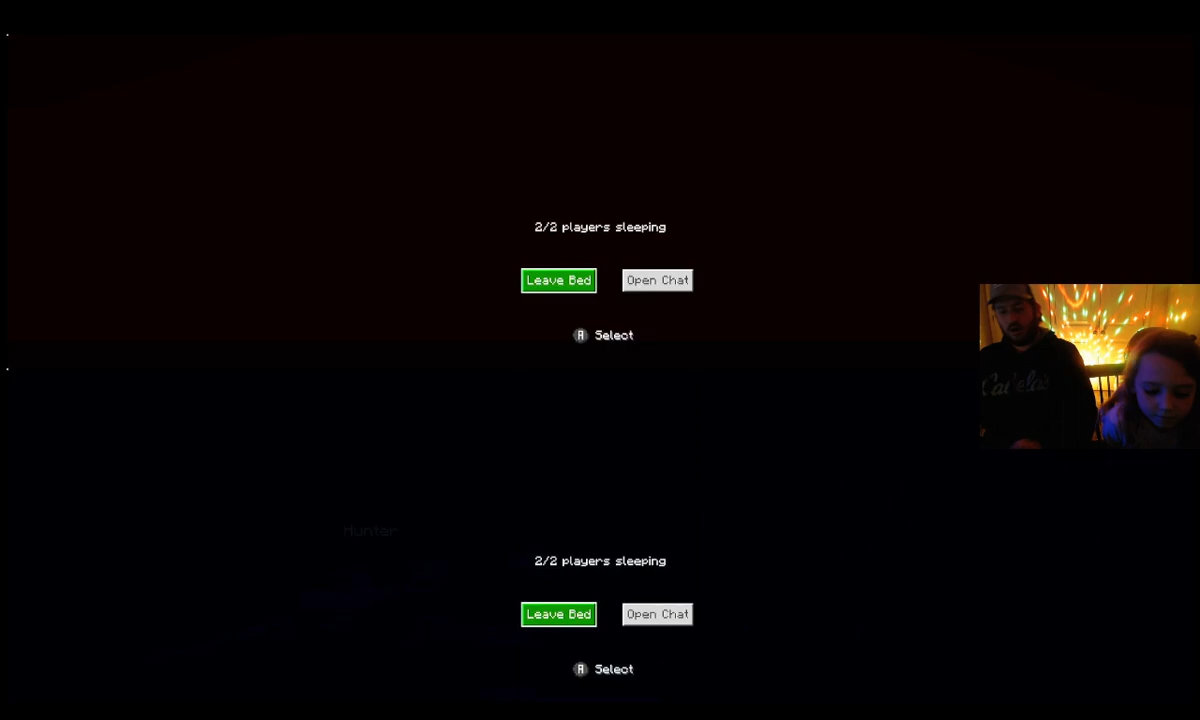 2/2 players sleeping
Leave Bed
Open Chat
A Select
Cabela's
Hunter
2/2 players sleeping
Leave Bed
Open Chat
A Select